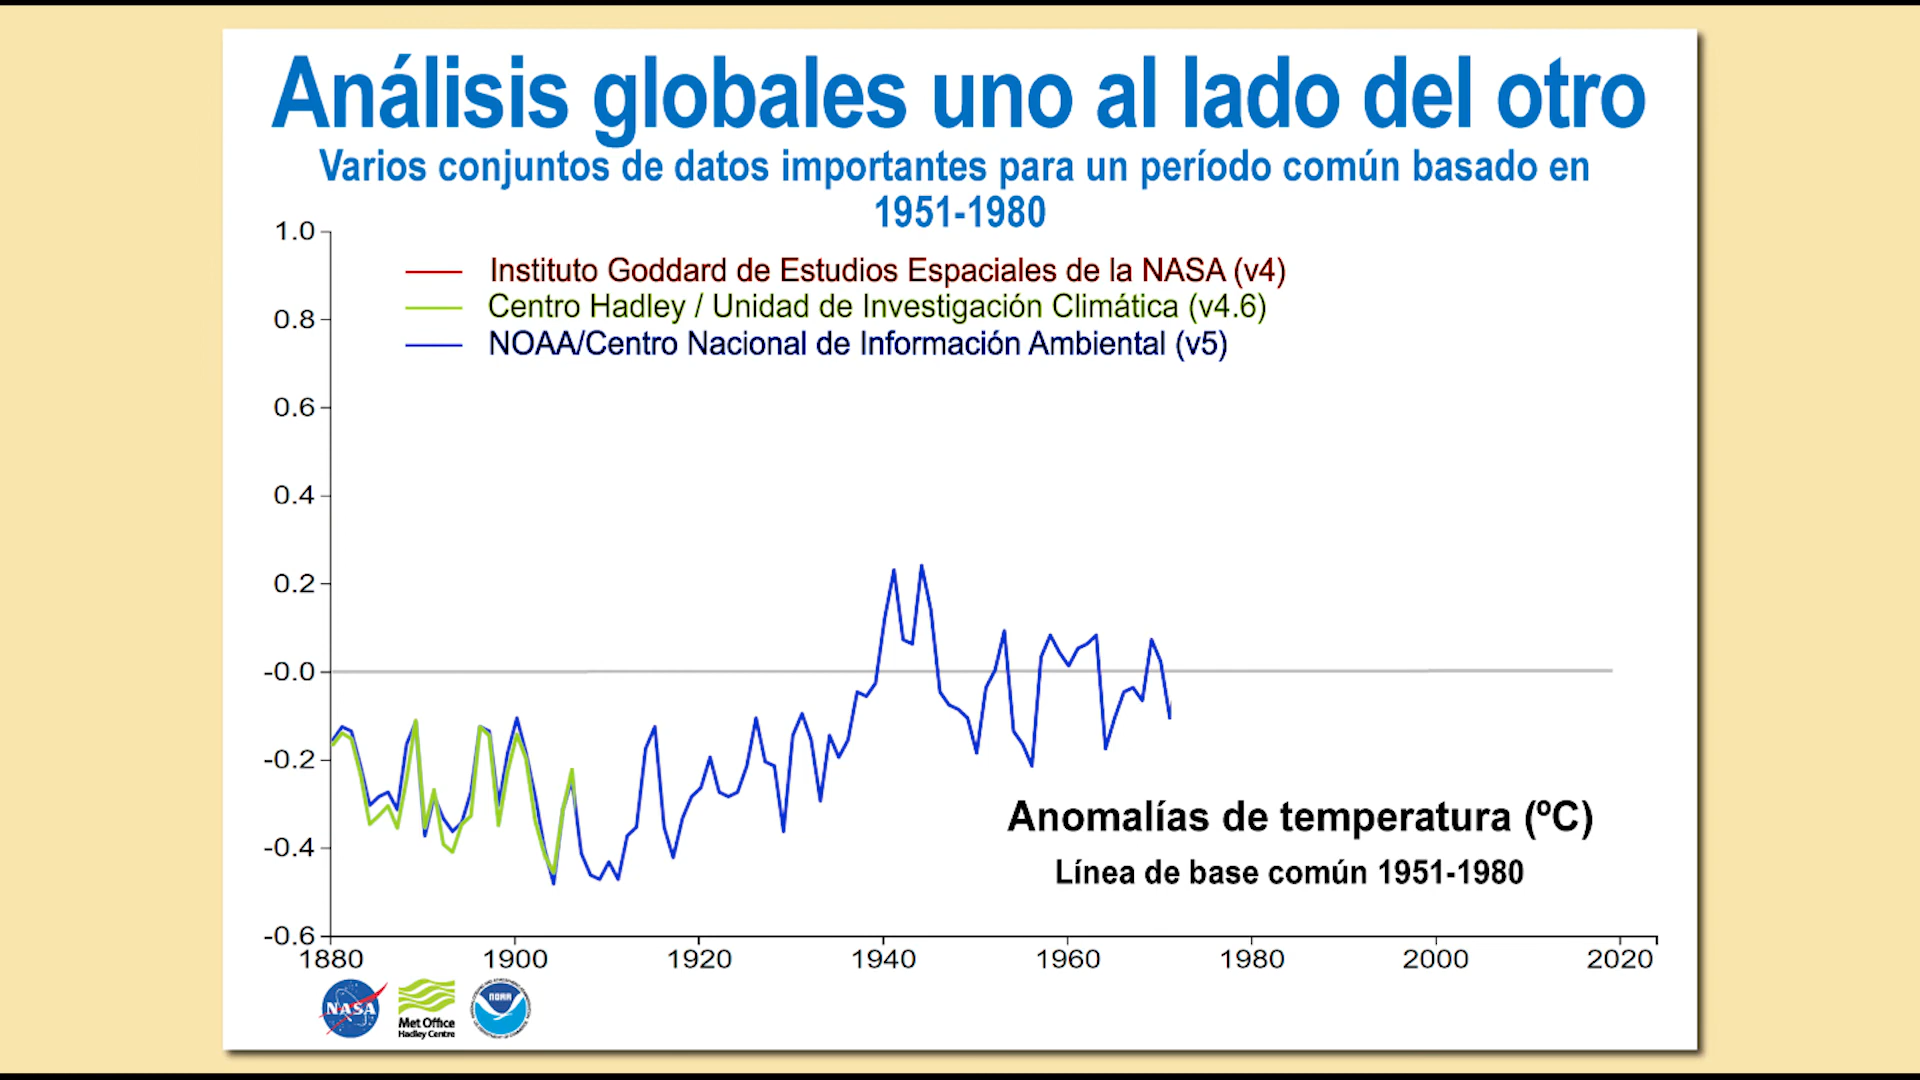 Análisis globales uno al lado del otro
Varios conjuntos de datos importantes para un período común basado en
1951-1980
1.0
Instituto Goddard de Estudios Espaciales de la NASA (v4)
Centro Hadley / Unidad de Investigación Climática (v4.6)
NOAA/Centro Nacional de Información Ambiental (v5)
0.8
0.6
0.4
0.2
-0.0
-0.2
-0.4
-0.6
Anomalías de temperatura (ºC)
Línea de base común 1951-1980
1880 1900 1920 1940 1960 1980 2000 2020
NASA
Met Office
Hadley Centre
NOAA